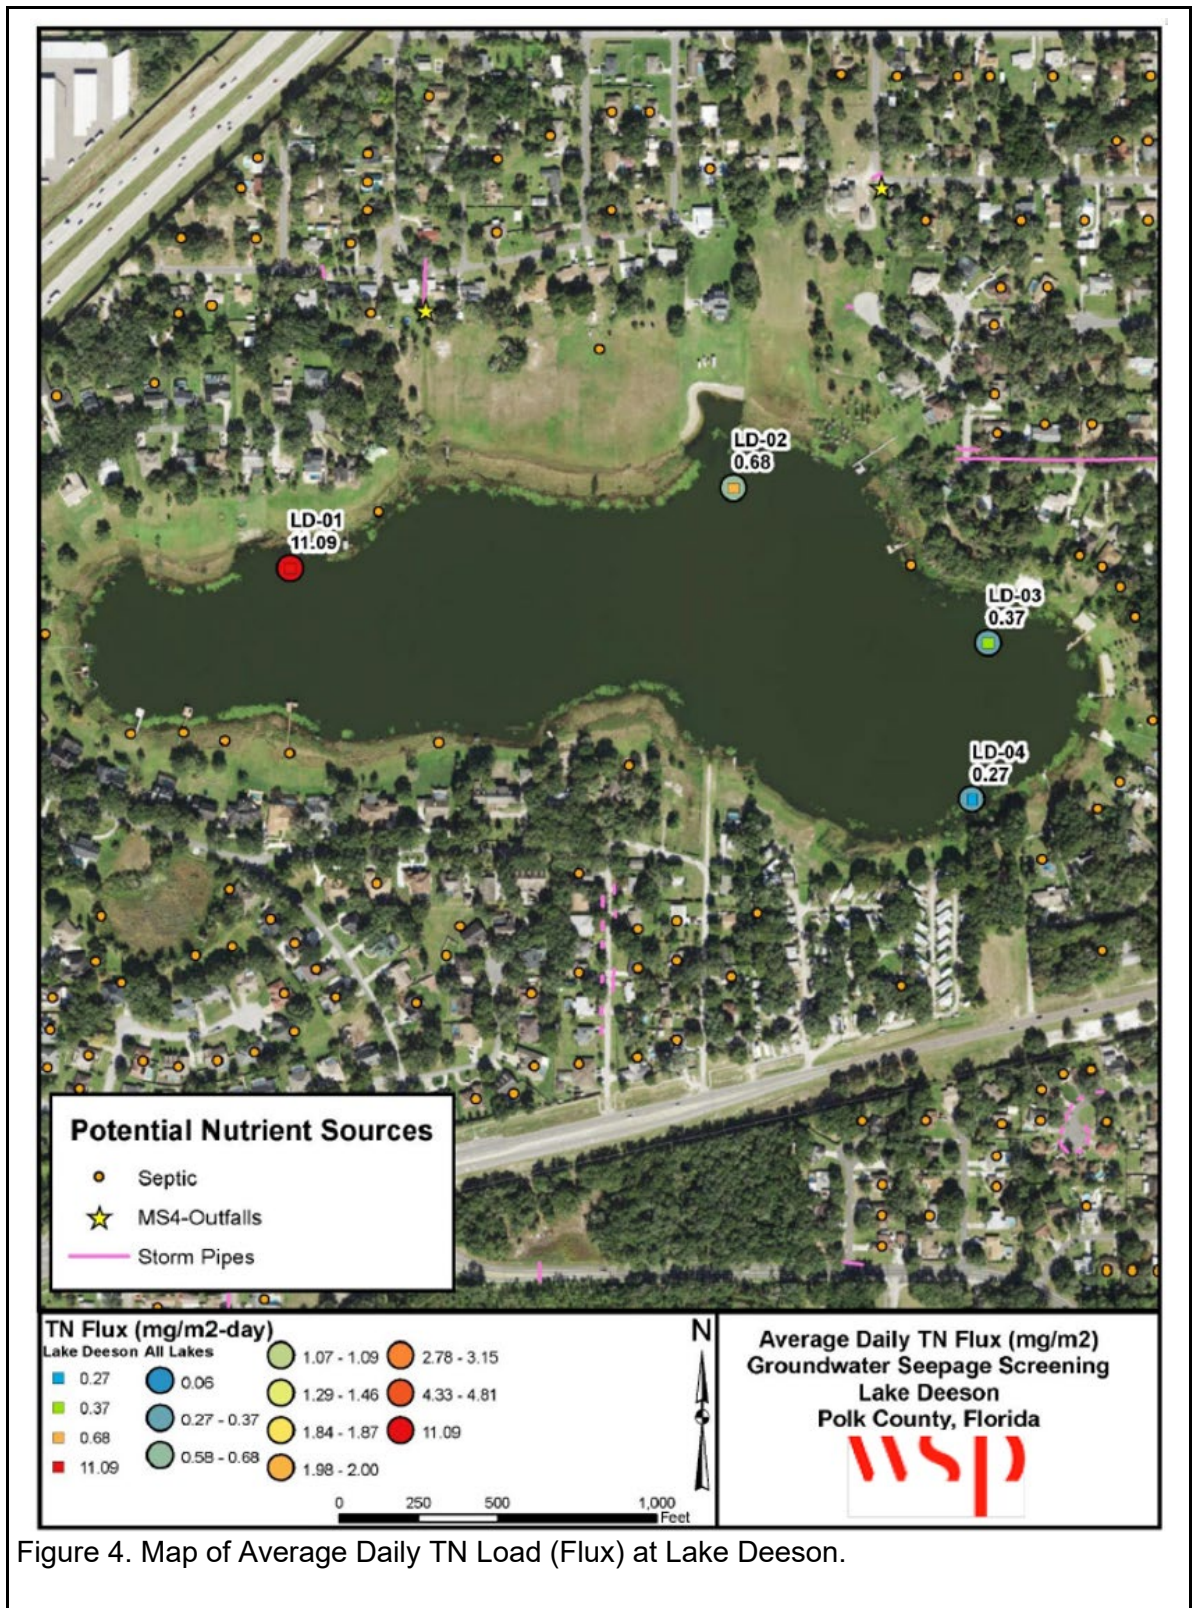 LD-02
0.68
LD-01
11.09
LD-03
0.37
LD-04
0.27
Potential Nutrient Sources
Septic
MS4-Outfalls
Storm Pipes
TN Flux (mg/m2-day)
Lake Deeson All Lakes
0.27
0.37
0.68
11.09
0.06
0.27 - 0.37
0.58 - 0.68
1.07 - 1.09
1.29 - 1.46
1.84 - 1.87
1.98 - 2.00
2.78 - 3.15
4.33 - 4.81
11.09
0 250 500 1,000
Feet
N
Average Daily TN Flux (mg/m2)
Groundwater Seepage Screening
Lake Deeson
Polk County, Florida
wsp
Figure 4. Map of Average Daily TN Load (Flux) at Lake Deeson.